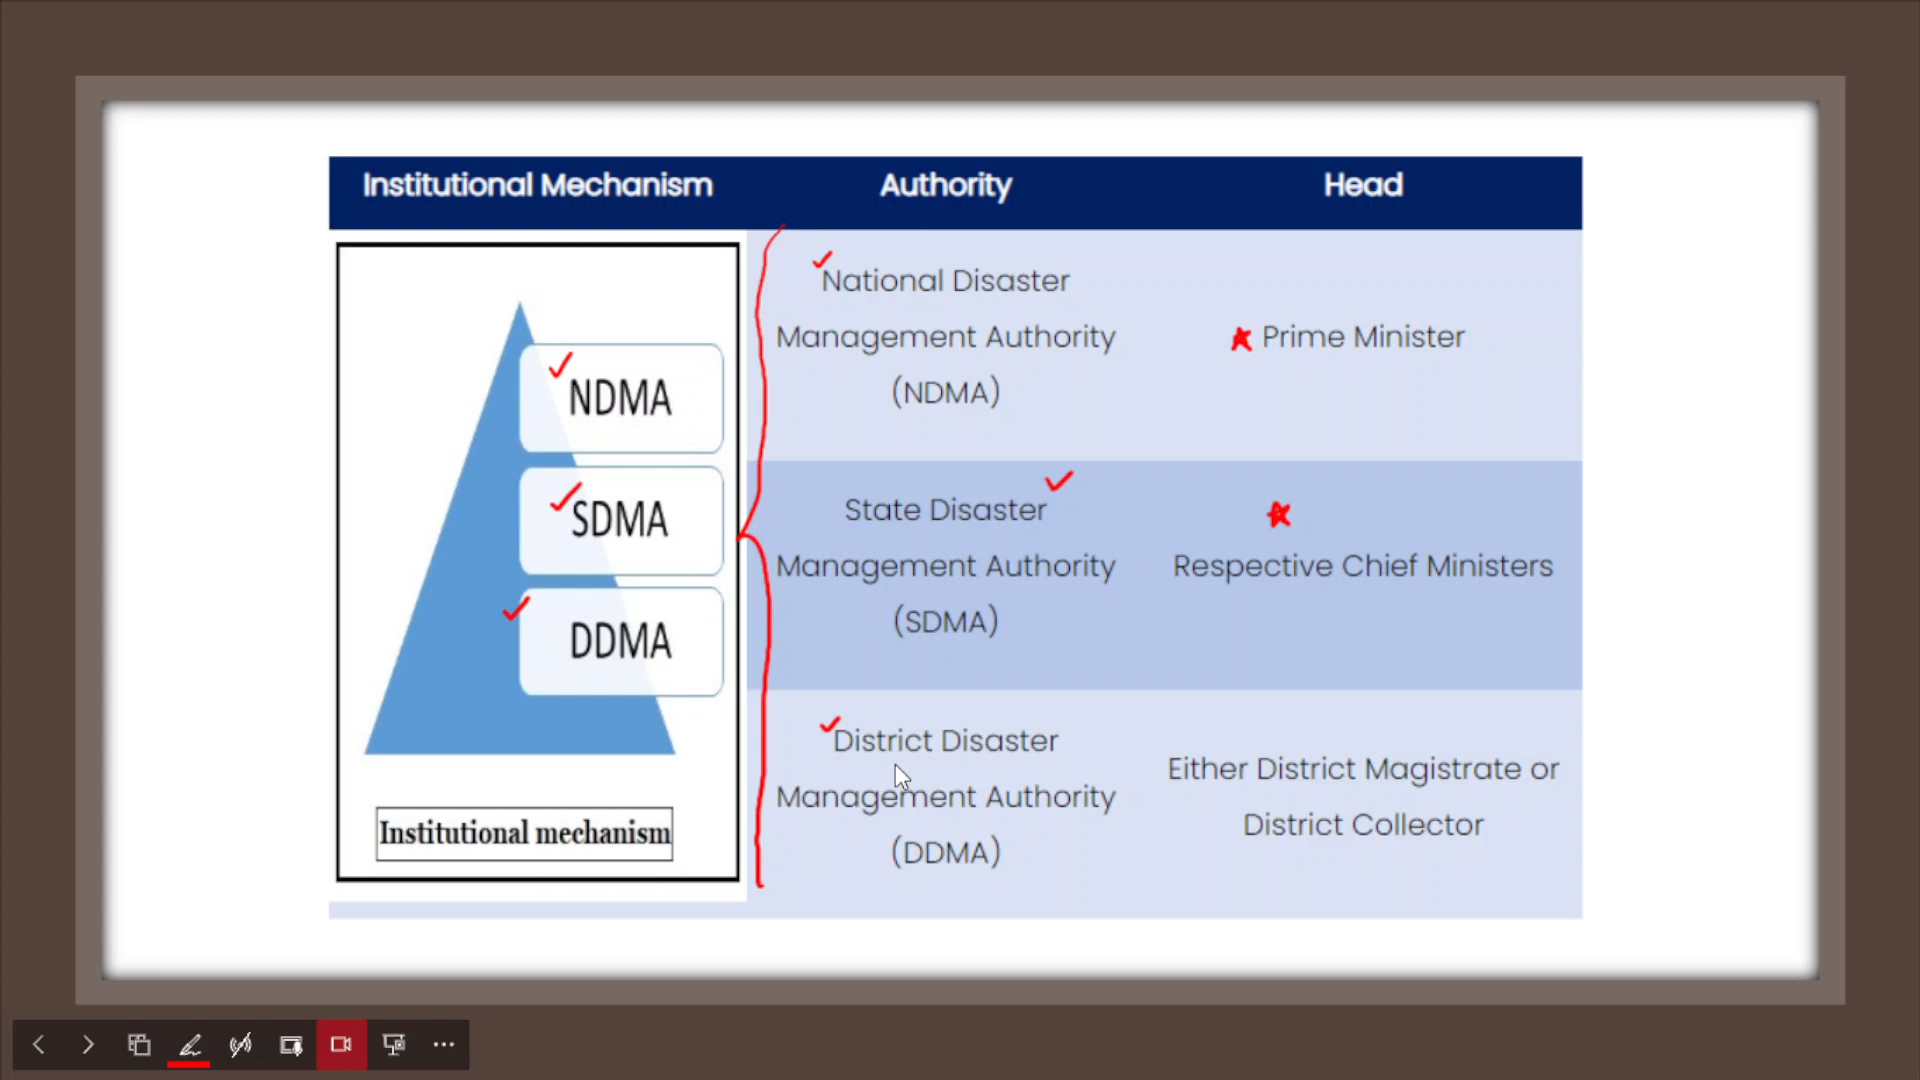 Institutional Mechanism Authority Head
NDMA
SDMA
DDMA
Institutional mechanism
National Disaster
Management Authority
(NDMA)
Prime Minister
State Disaster
Management Authority
(SDMA)
Respective Chief Ministers
District Disaster
Management Authority
(DDMA)
Either District Magistrate or
District Collector